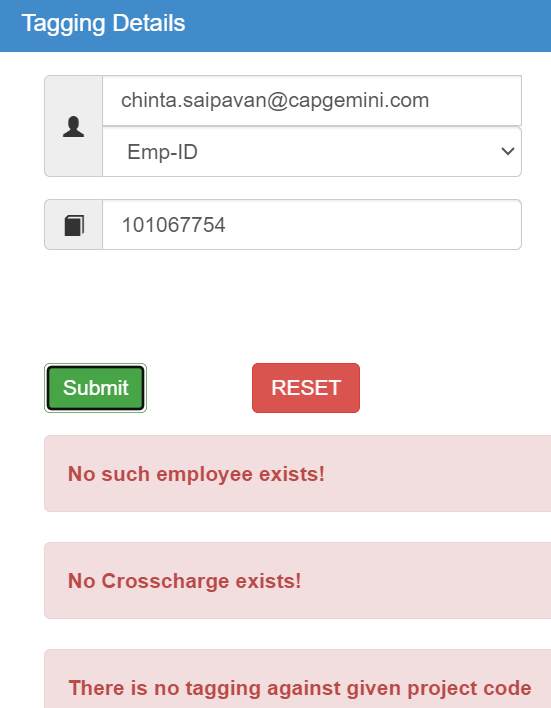 Tagging Details
chinta.saipavan@capgemini.com
Emp-ID
101067754
Submit
RESET
No such employee exists!
No Crosscharge exists!
There is no tagging against given project code